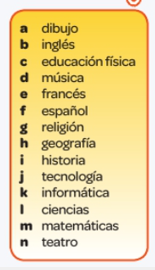 a dibujo
b inglés
c educación física
d música
e francés
f español
g religión
h geografía
i historia
j tecnología
k informática
l ciencias
m matemáticas
n teatro